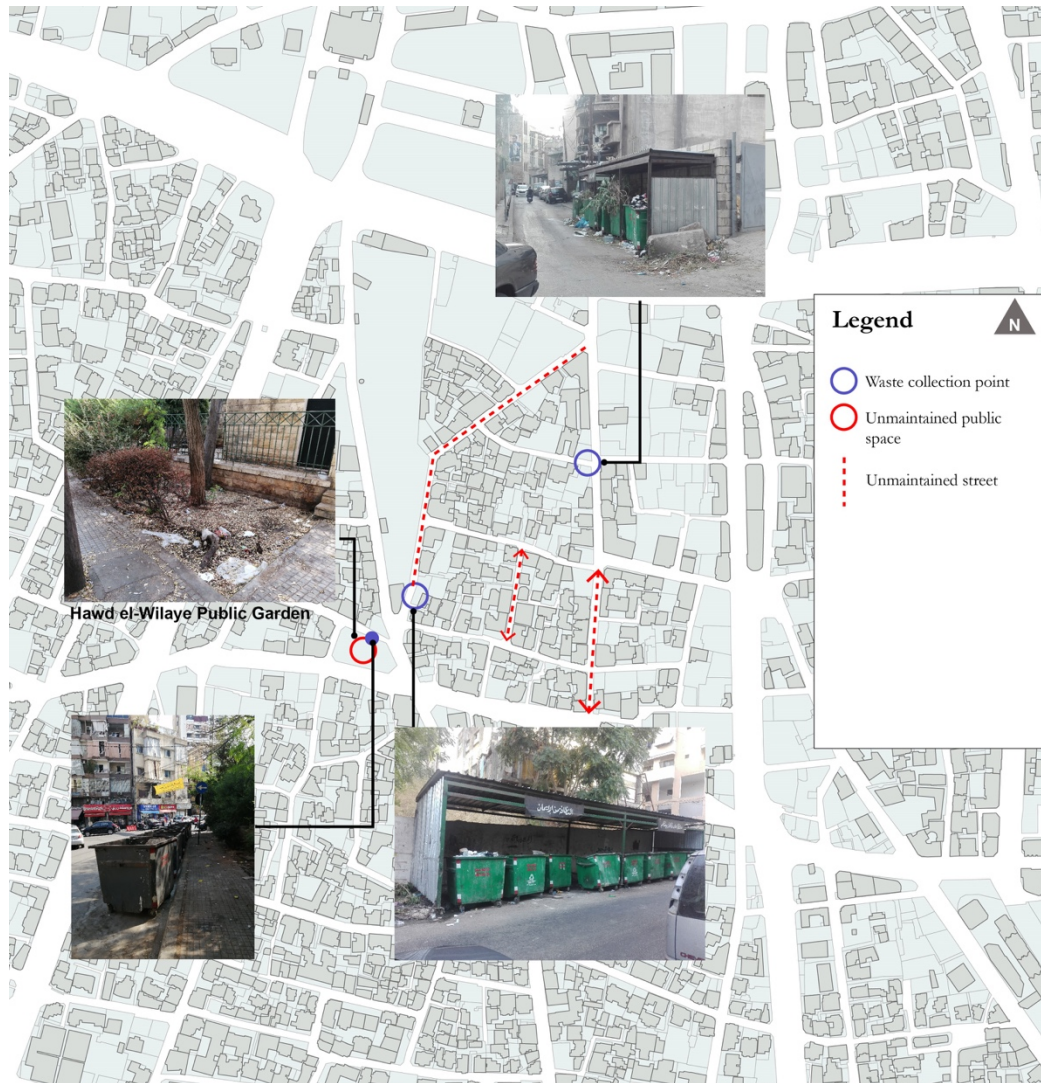 Legend
N
Waste collection point
Unmaintained public
space
Unmaintained street
Hawd el-Wilaye Public Garden